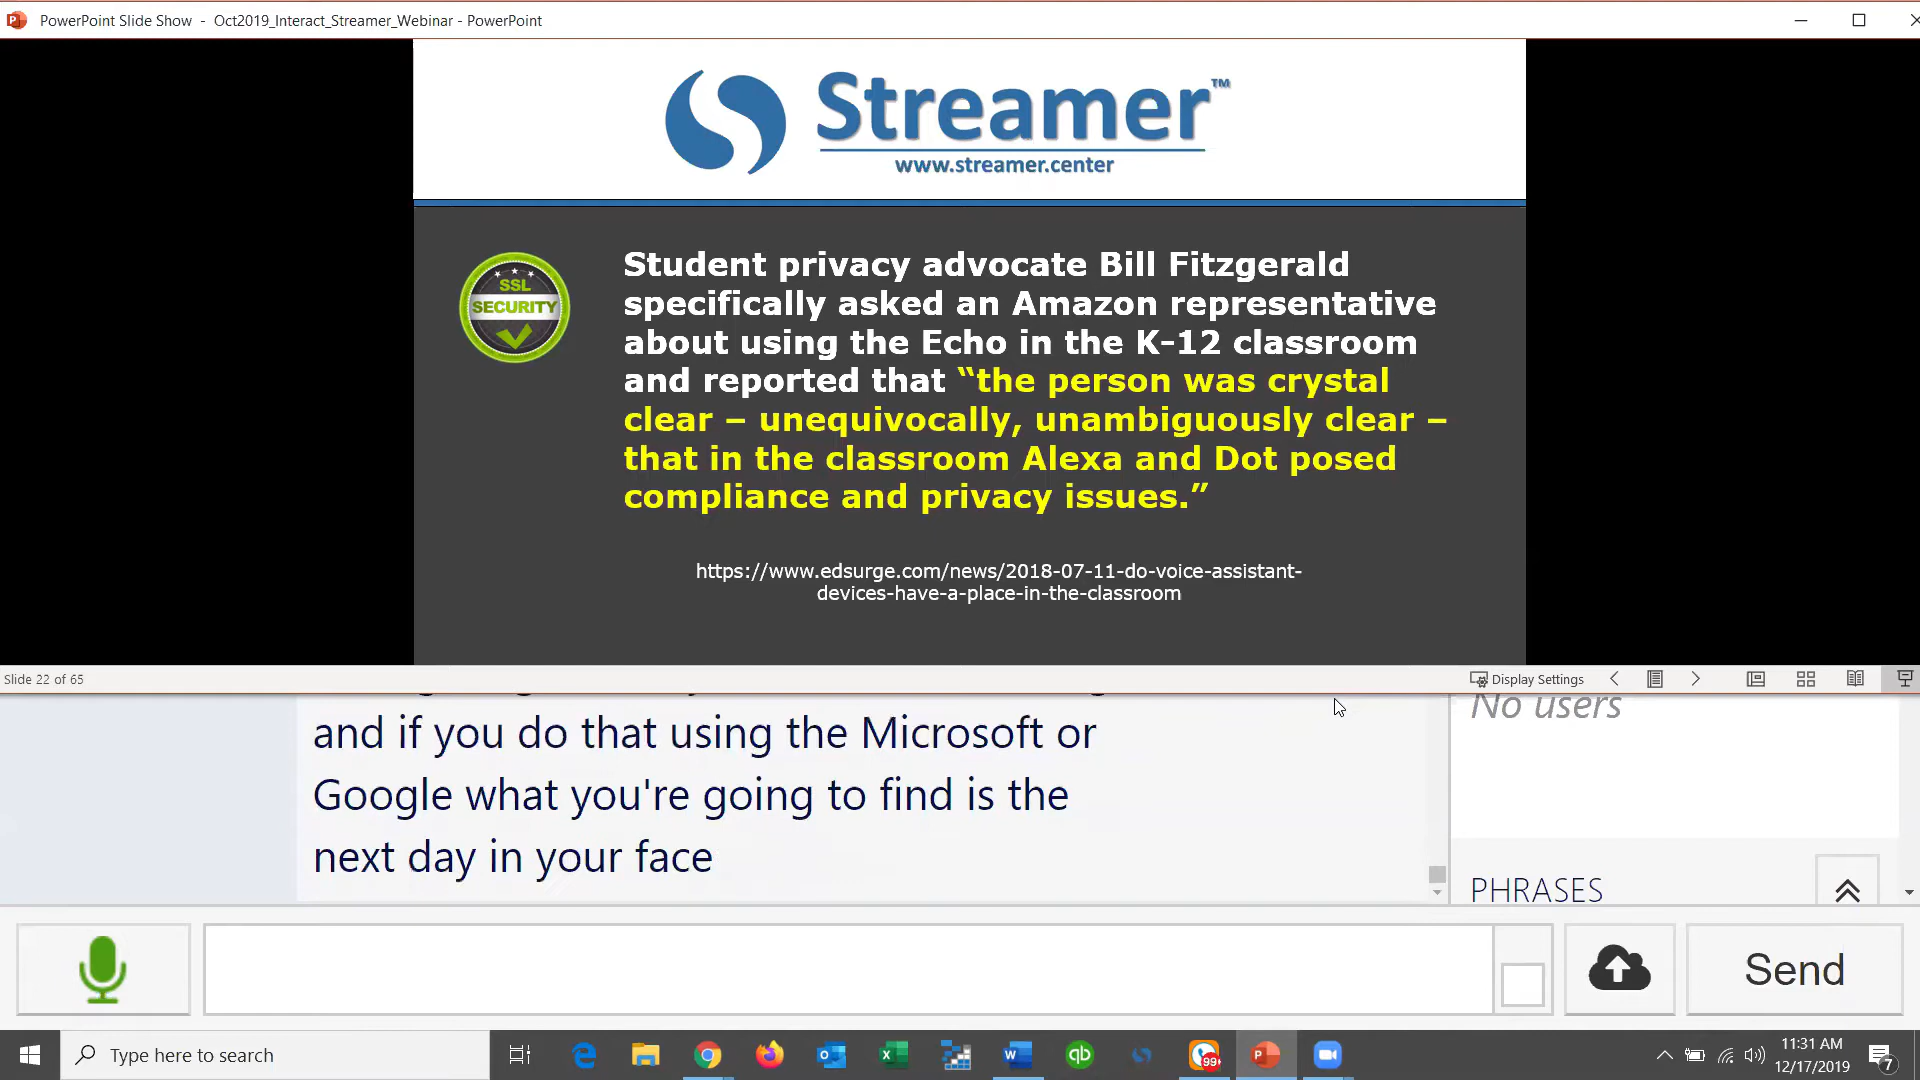 PowerPoint Slide Show - Oct2019_Interact_Streamer_Webinar - PowerPoint
Streamer™
www.streamer.center
SSL
SECURITY
Student privacy advocate Bill Fitzgerald
specifically asked an Amazon representative
about using the Echo in the K-12 classroom
and reported that “the person was crystal
clear – unequivocally, unambiguously clear –
that in the classroom Alexa and Dot posed
compliance and privacy issues.”
https://www.edsurge.com/news/2018-07-11-do-voice-assistant-
devices-have-a-place-in-the-classroom
Slide 22 of 65
Display Settings
No users
and if you do that using the Microsoft or
Google what you're going to find is the
next day in your face
PHRASES
Send
Type here to search
99+
11:31 AM
12/17/2019
7